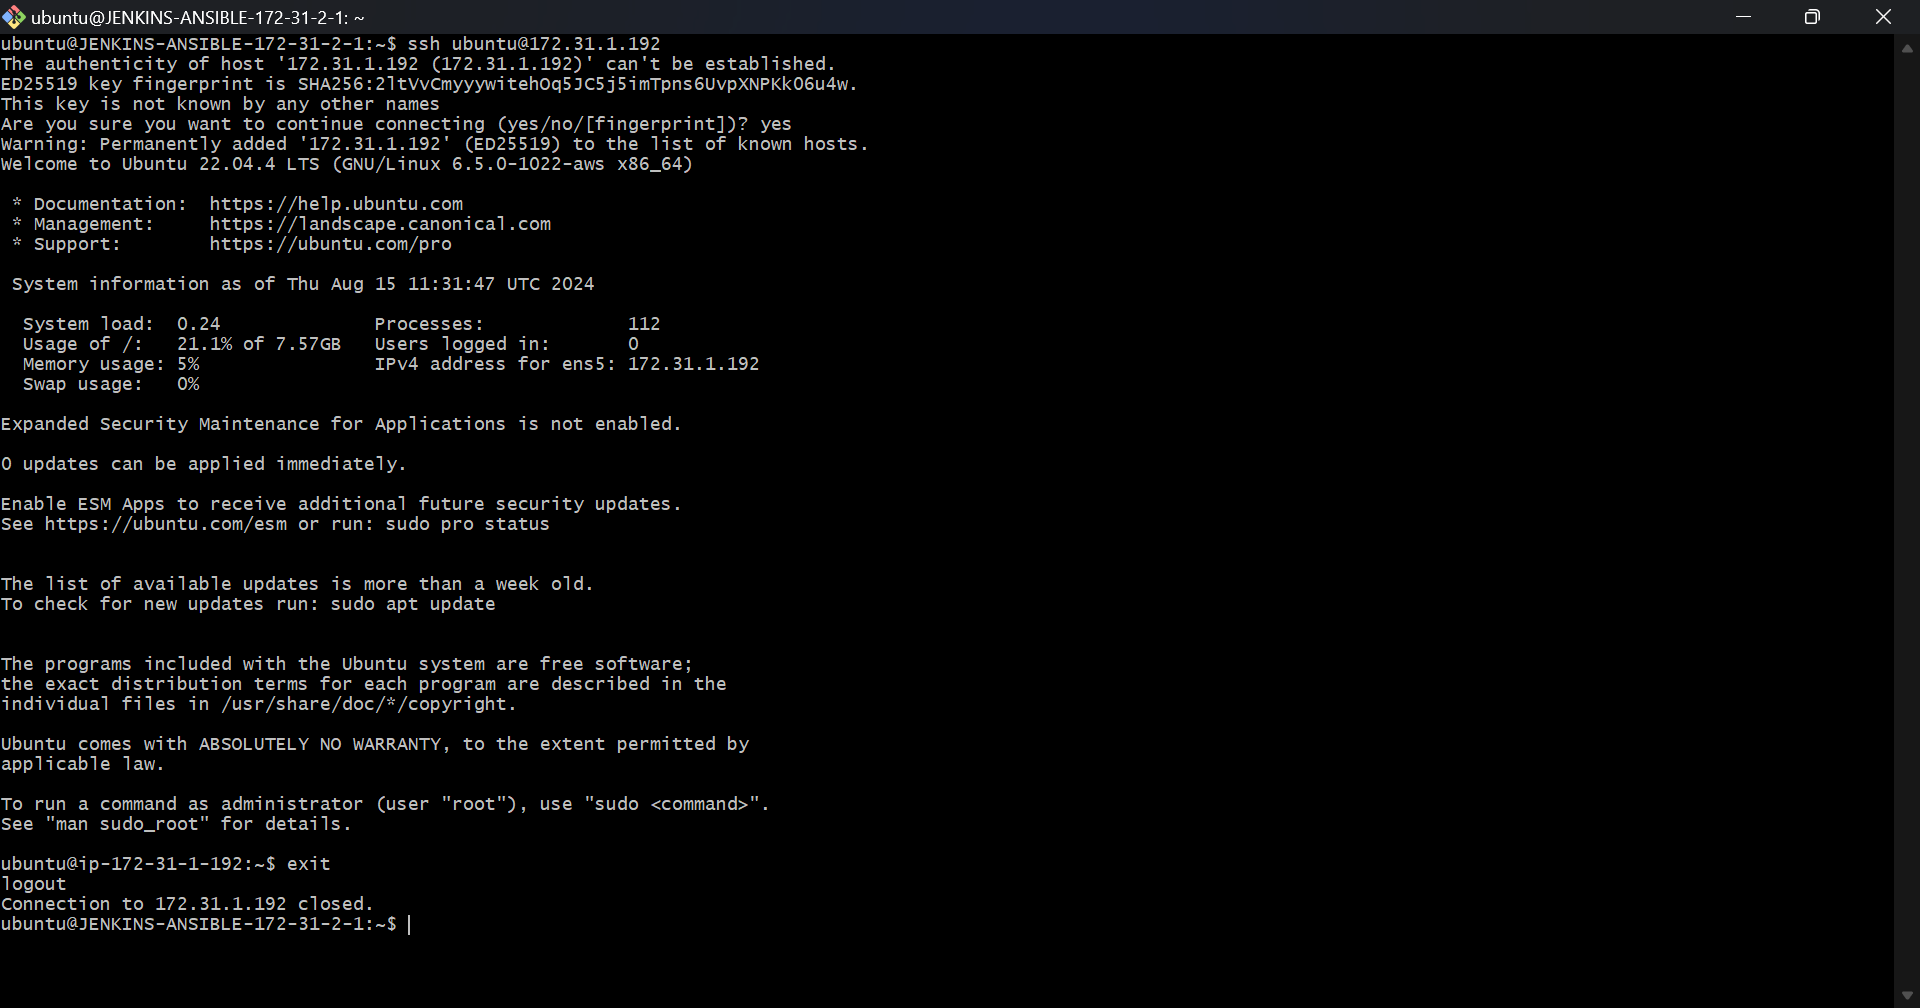 ubuntu@JENKINS-ANSIBLE-172-31-2-1: ~
ubuntu@JENKINS-ANSIBLE-172-31-2-1:~$ ssh ubuntu@172.31.1.192
The authenticity of host '172.31.1.192 (172.31.1.192)' can't be established.
ED25519 key fingerprint is SHA256:2ltVvCmyyywitehOq5JC5j5imTpns6UvpXNPKkO6u4w.
This key is not known by any other names
Are you sure you want to continue connecting (yes/no/[fingerprint])? yes
Warning: Permanently added '172.31.1.192' (ED25519) to the list of known hosts.
Welcome to Ubuntu 22.04.4 LTS (GNU/Linux 6.5.0-1022-aws x86_64)

 * Documentation:  https://help.ubuntu.com
 * Management:     https://landscape.canonical.com
 * Support:        https://ubuntu.com/pro

 System information as of Thu Aug 15 11:31:47 UTC 2024

  System load:  0.24              Processes:             112
  Usage of /:   21.1% of 7.57GB   Users logged in:       0
  Memory usage: 5%                IPv4 address for ens5: 172.31.1.192
  Swap usage:   0%

Expanded Security Maintenance for Applications is not enabled.

0 updates can be applied immediately.

Enable ESM Apps to receive additional future security updates.
See https://ubuntu.com/esm or run: sudo pro status

The list of available updates is more than a week old.
To check for new updates run: sudo apt update

The programs included with the Ubuntu system are free software;
the exact distribution terms for each program are described in the
individual files in /usr/share/doc/*/copyright.

Ubuntu comes with ABSOLUTELY NO WARRANTY, to the extent permitted by
applicable law.

To run a command as administrator (user "root"), use "sudo <command>".
See "man sudo_root" for details.

ubuntu@ip-172-31-1-192:~$ exit
logout
Connection to 172.31.1.192 closed.
ubuntu@JENKINS-ANSIBLE-172-31-2-1:~$